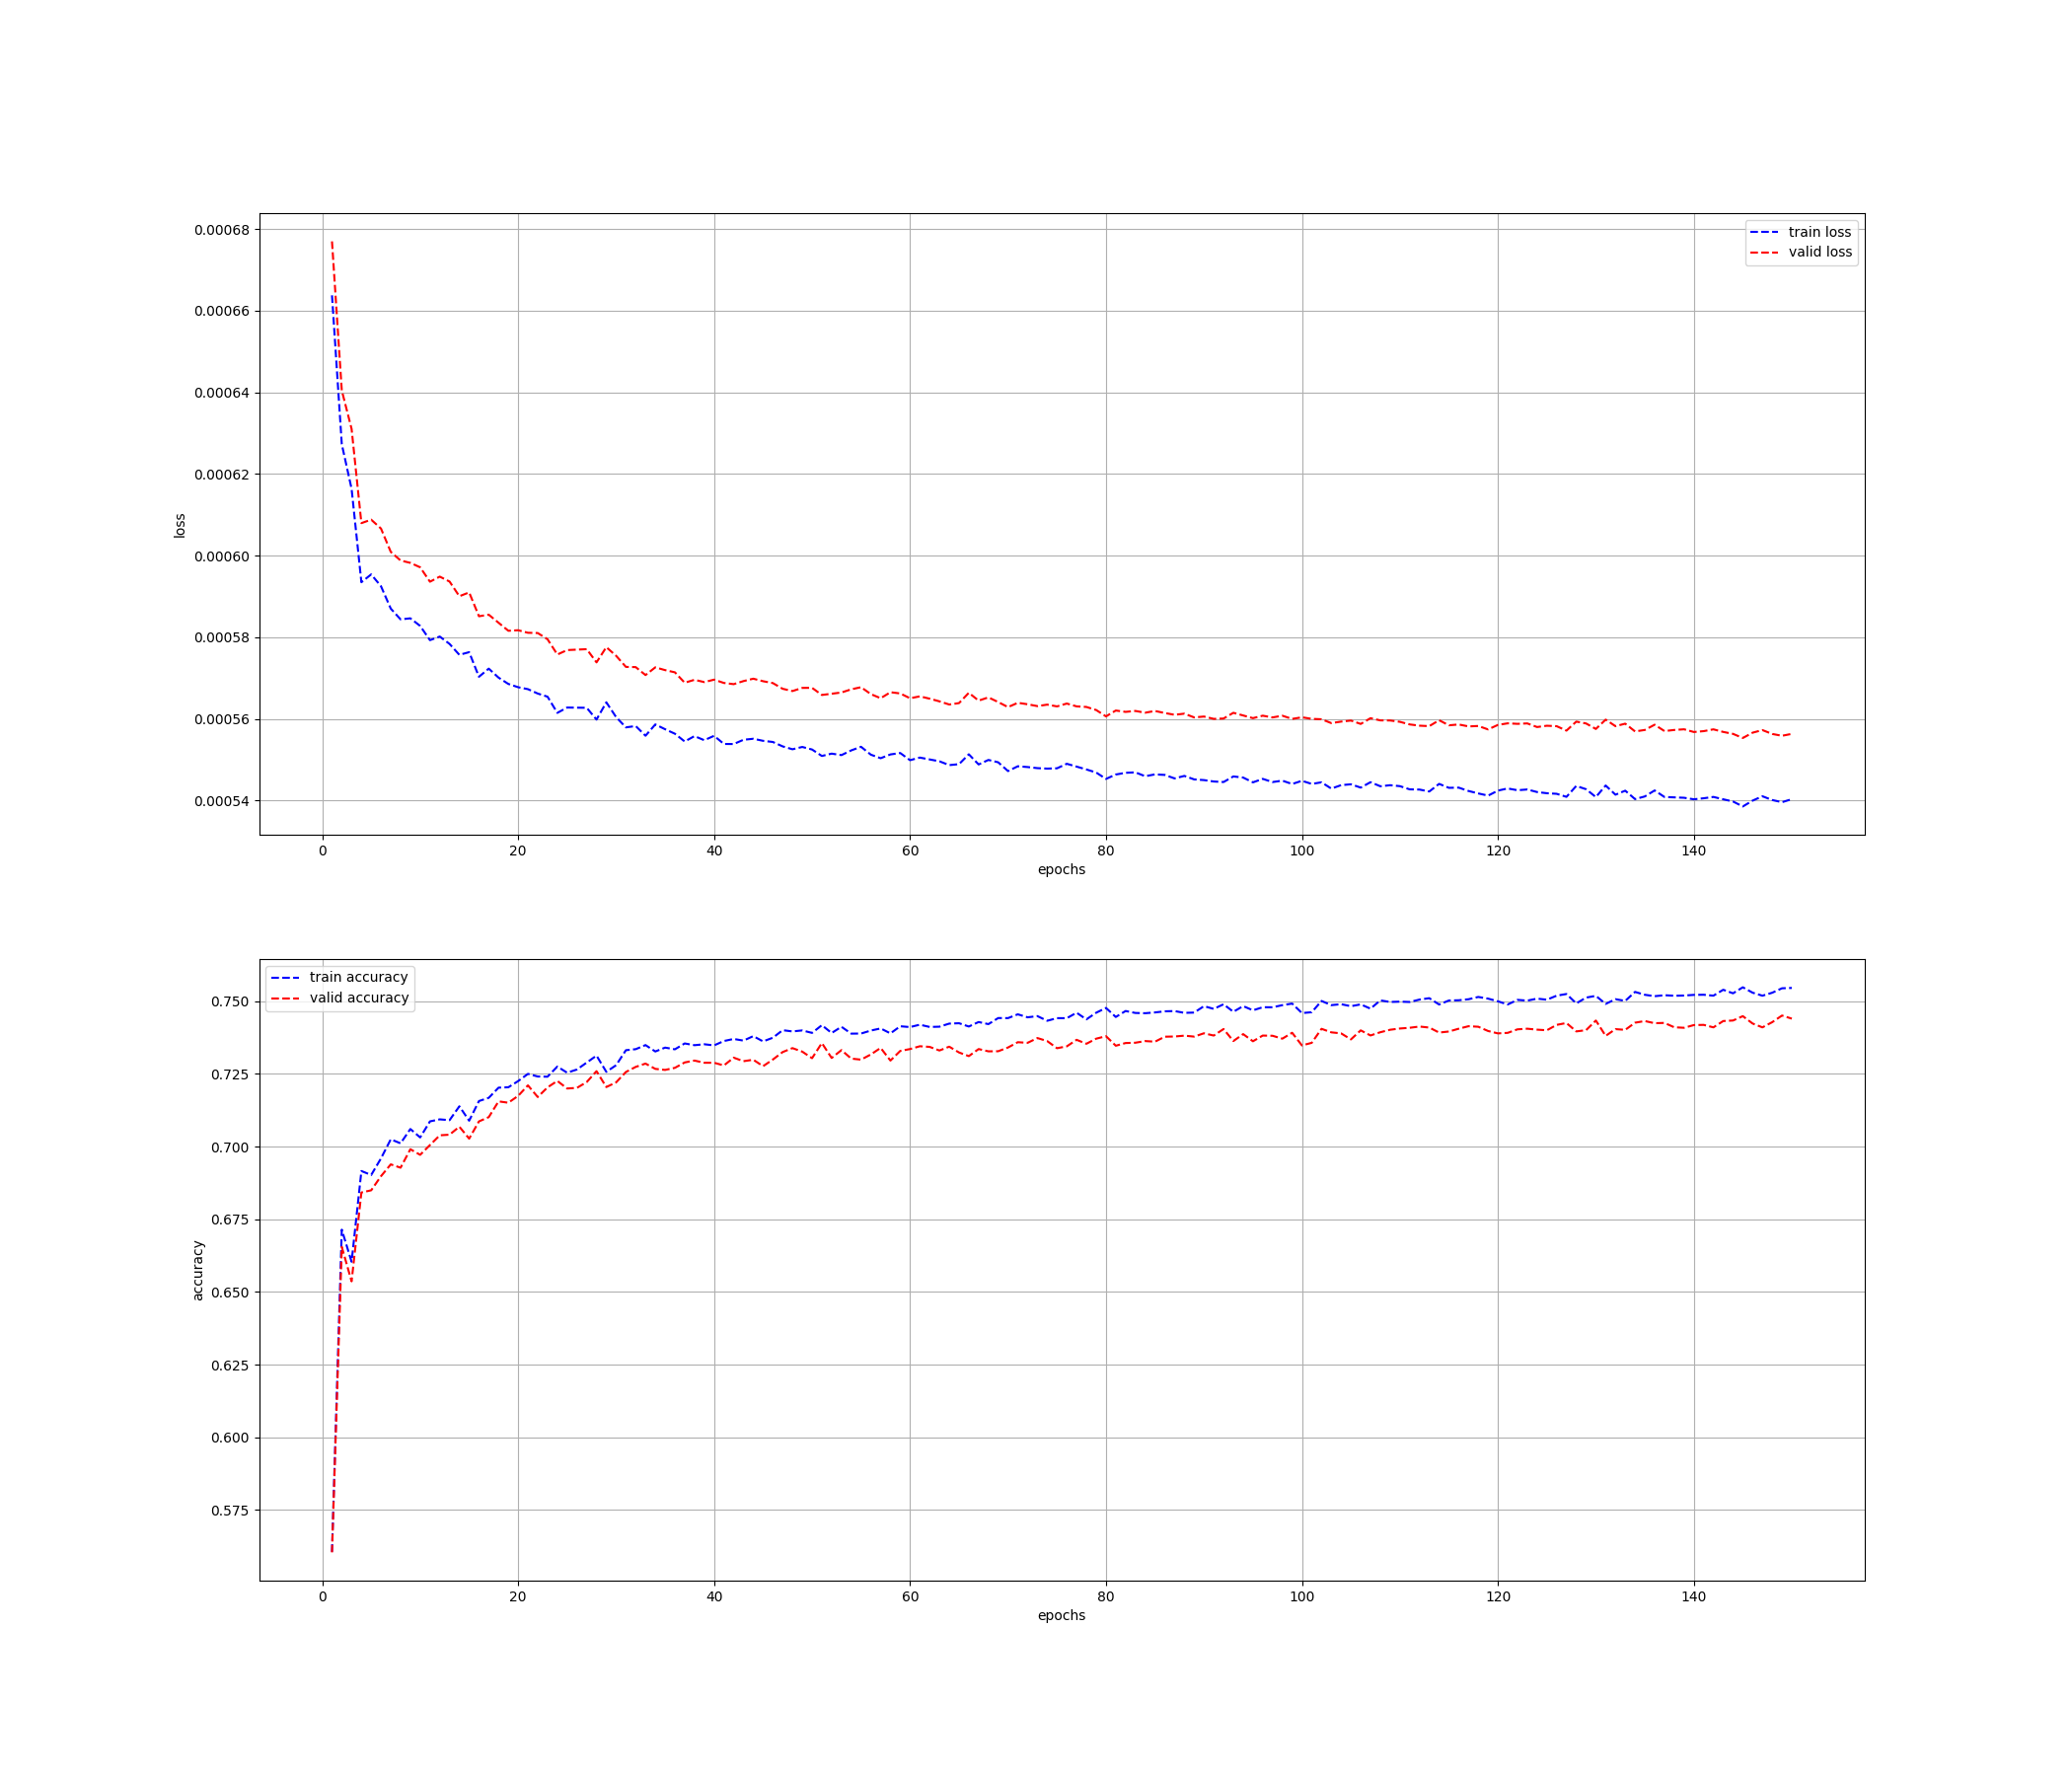 0.00068
0.00066
0.00064
0.00062
0.00060
0.00058
0.00056
0.00054
loss
train loss
valid loss
0 20 40 60 80 100 120 140
epochs
train accuracy
valid accuracy
0.750
0.725
0.700
0.675
0.650
0.625
0.600
0.575
accuracy
0 20 40 60 80 100 120 140
epochs